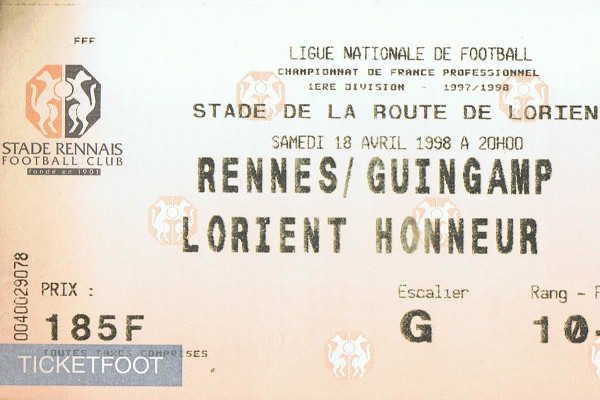 FFF
LIGUE NATIONALE DE FOOTBALL
CHAMPIONNAT DE FRANCE PROFESSIONNEL
1ERE DIVISION - 1997/1998
STADE DE LA ROUTE DE LORIEN
SAMEDI 18 AVRIL 1998 A 20H00
STADE RENNAIS
FOOTBALL CLUB
fondé en 1901
RENNES/GUINGAMP
LORIENT HONNEUR
0040029078
PRIX :
185F
TOUTES TAXES COMPRISES
Escalier
G
Rang -
10
TICKETFOOT